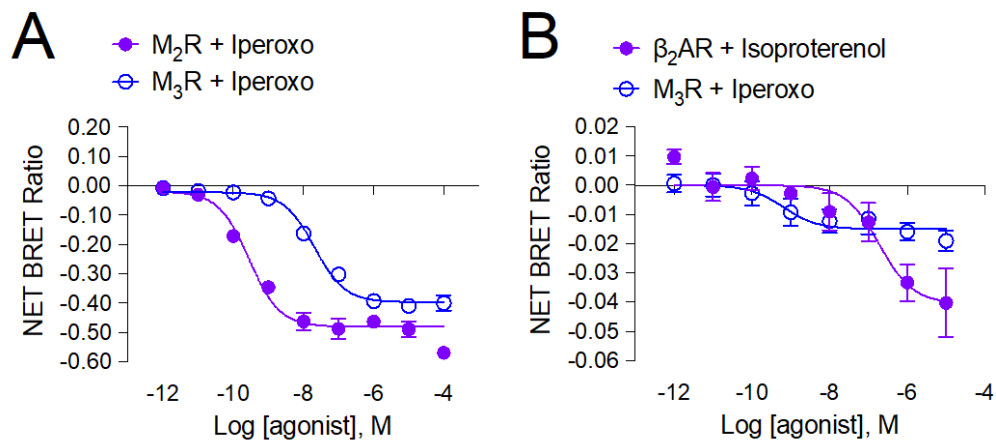 A
M₂R + Iperoxo
M₃R + Iperoxo
NET BRET Ratio
0.20
0.10
0.00
-0.10
-0.20
-0.30
-0.40
-0.50
-0.60
-12 -10 -8 -6 -4
Log [agonist], M
B
β₂AR + Isoproterenol
M₃R + Iperoxo
NET BRET Ratio
0.02
0.01
0.00
-0.01
-0.02
-0.03
-0.04
-0.05
-0.06
-12 -10 -8 -6 -4
Log [agonist], M